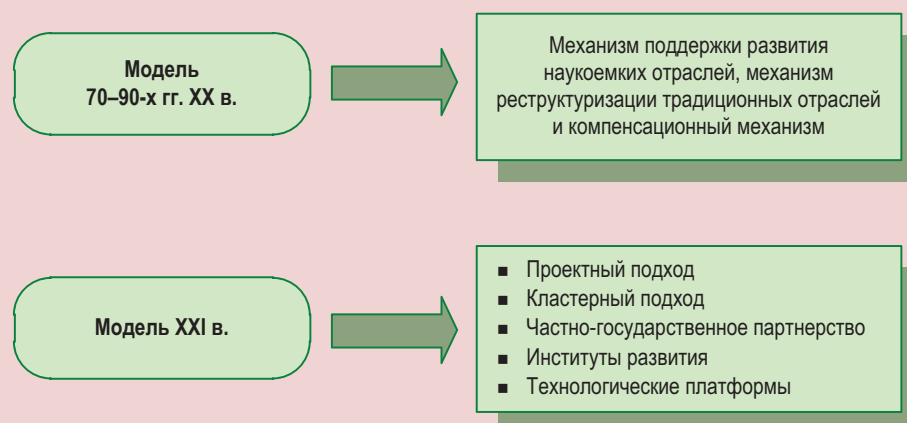 Модель
70–90-х гг. XX в.
Механизм поддержки развития
наукоемких отраслей, механизм
реструктуризации традиционных отраслей
и компенсационный механизм
Модель XXI в.
■ Проектный подход
■ Кластерный подход
■ Частно-государственное партнерство
■ Институты развития
■ Технологические платформы